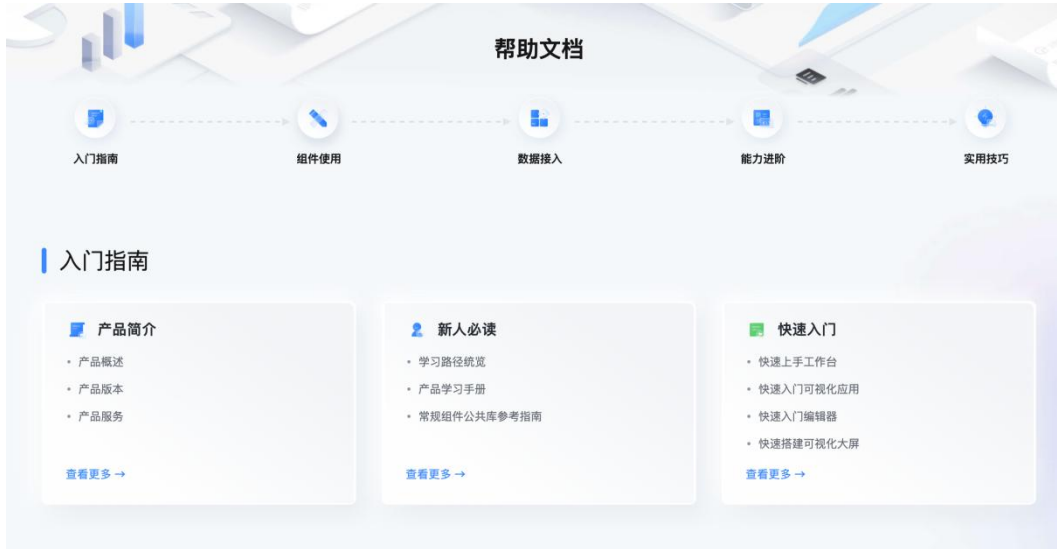 帮助文档
入门指南
组件使用
数据接入
能力进阶
实用技巧
入门指南
产品简介
• 产品概述
• 产品版本
• 产品服务
查看更多 →
新人必读
• 学习路径统览
• 产品学习手册
• 常规组件公共库参考指南
查看更多 →
快速入门
• 快速上手工作台
• 快速入门可视化应用
• 快速入门编辑器
• 快速搭建可视化大屏
查看更多 →